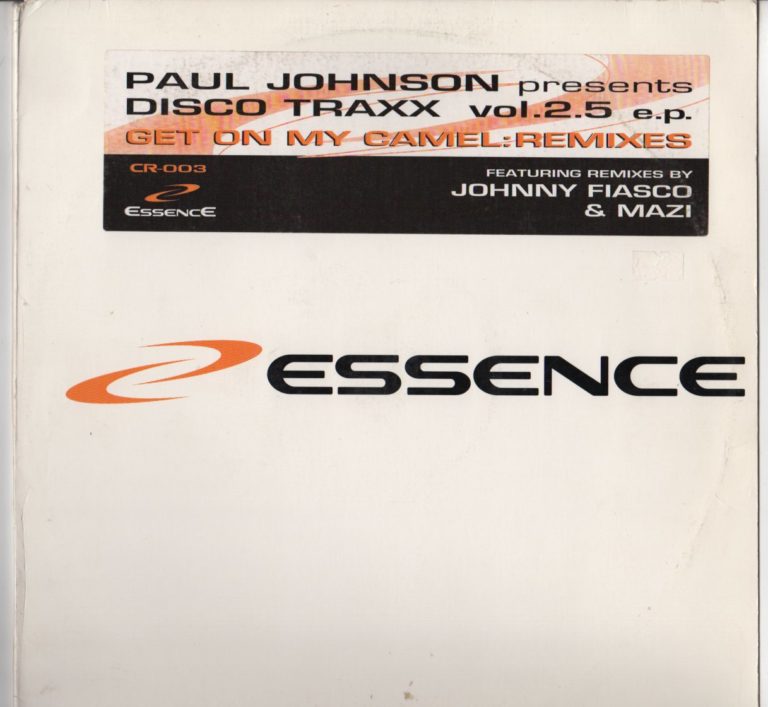 PAUL JOHNSON presents
DISCO TRAXX vol.2.5 e.p.
GET ON MY CAMEL:REMIXES
CR-003
FEATURING REMIXES BY
JOHNNY FIASCO
& MAZI
ESSENCE
ESSENCE